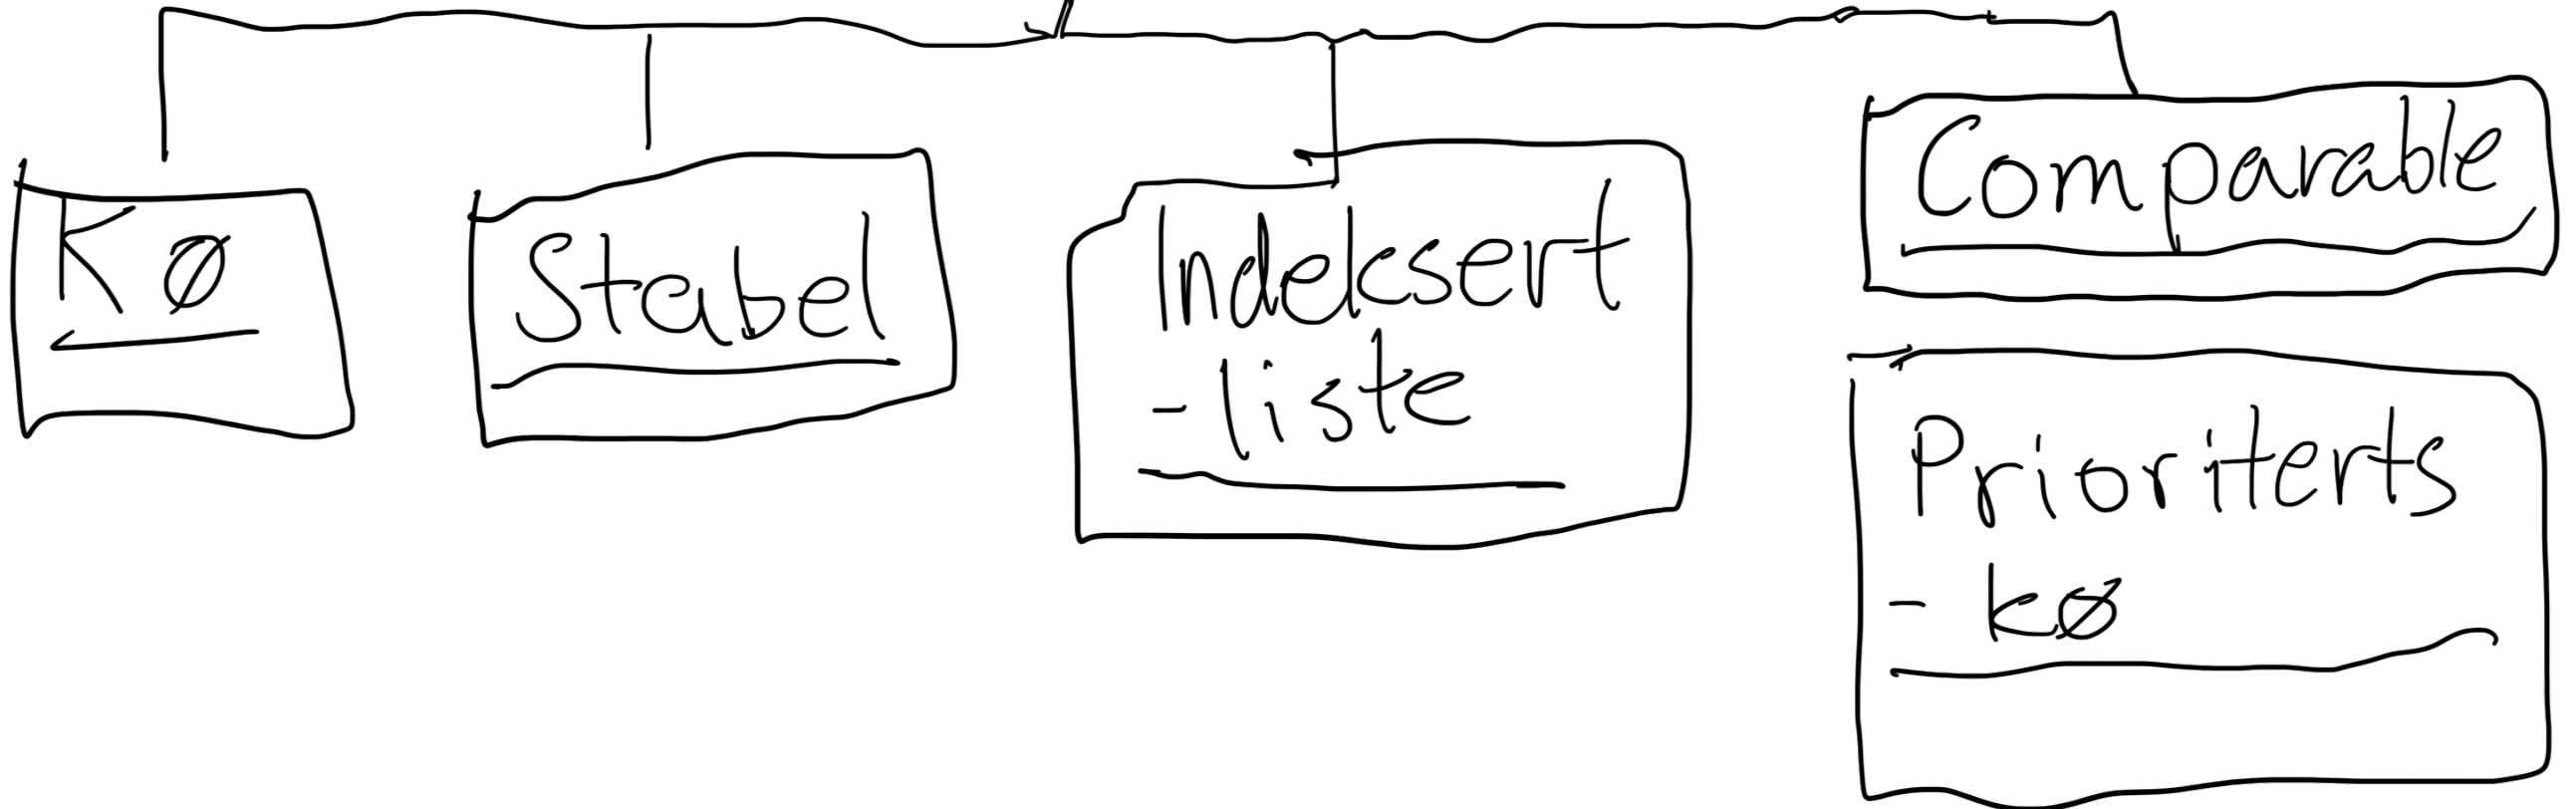 Kø
Stabel
Indeksert
-liste
Comparable
Prioriterts
- kø